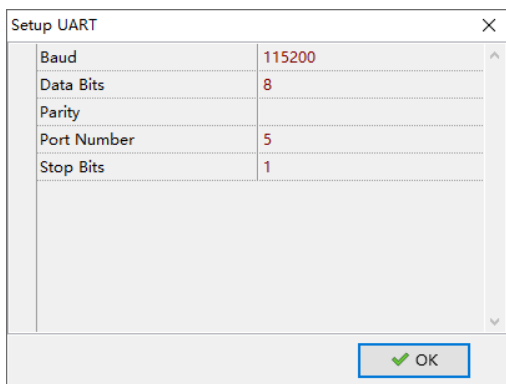 Setup UART
Baud 115200
Data Bits 8
Parity
Port Number 5
Stop Bits 1
OK